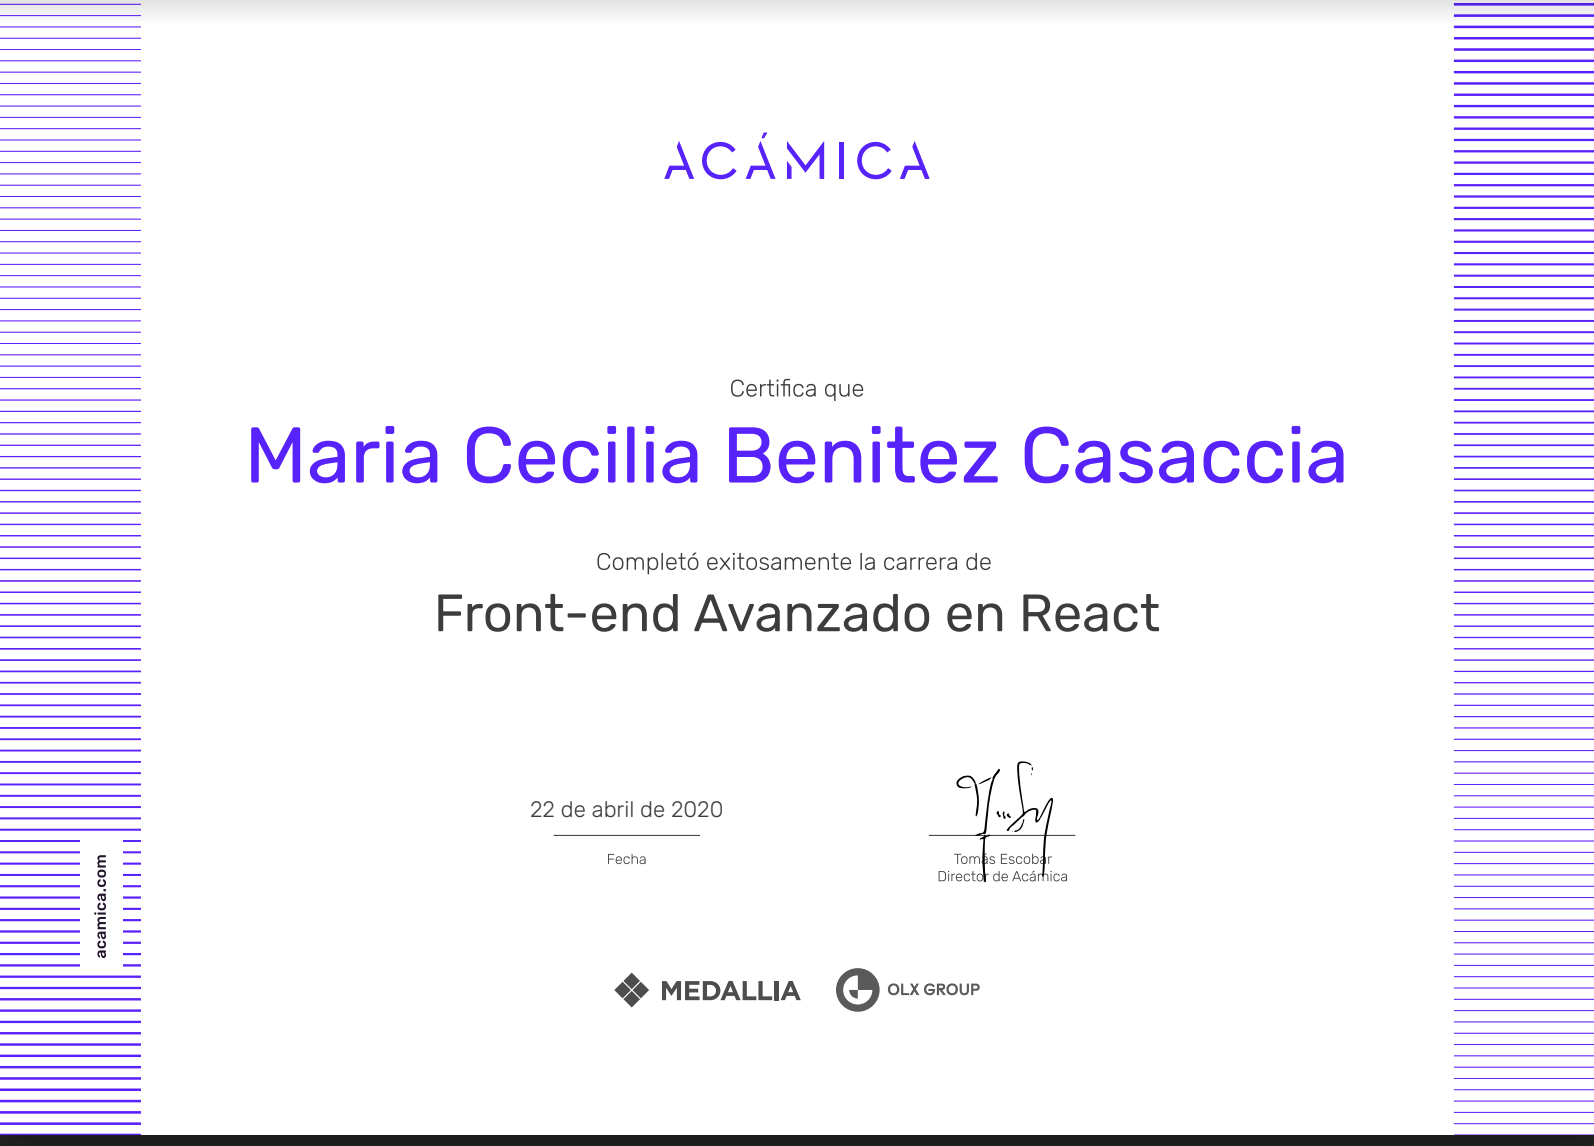 ACÁMICA
Certifica que
Maria Cecilia Benitez Casaccia
Completó exitosamente la carrera de
Front-end Avanzado en React
22 de abril de 2020
Fecha
Tomás Escobar
Director de Acámica
acamica.com
MEDALLIA
OLX GROUP